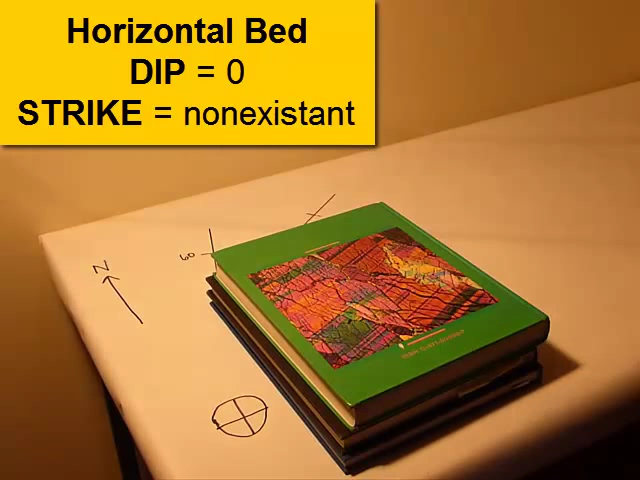 Horizontal Bed
DIP = 0
STRIKE = nonexistant
N
60